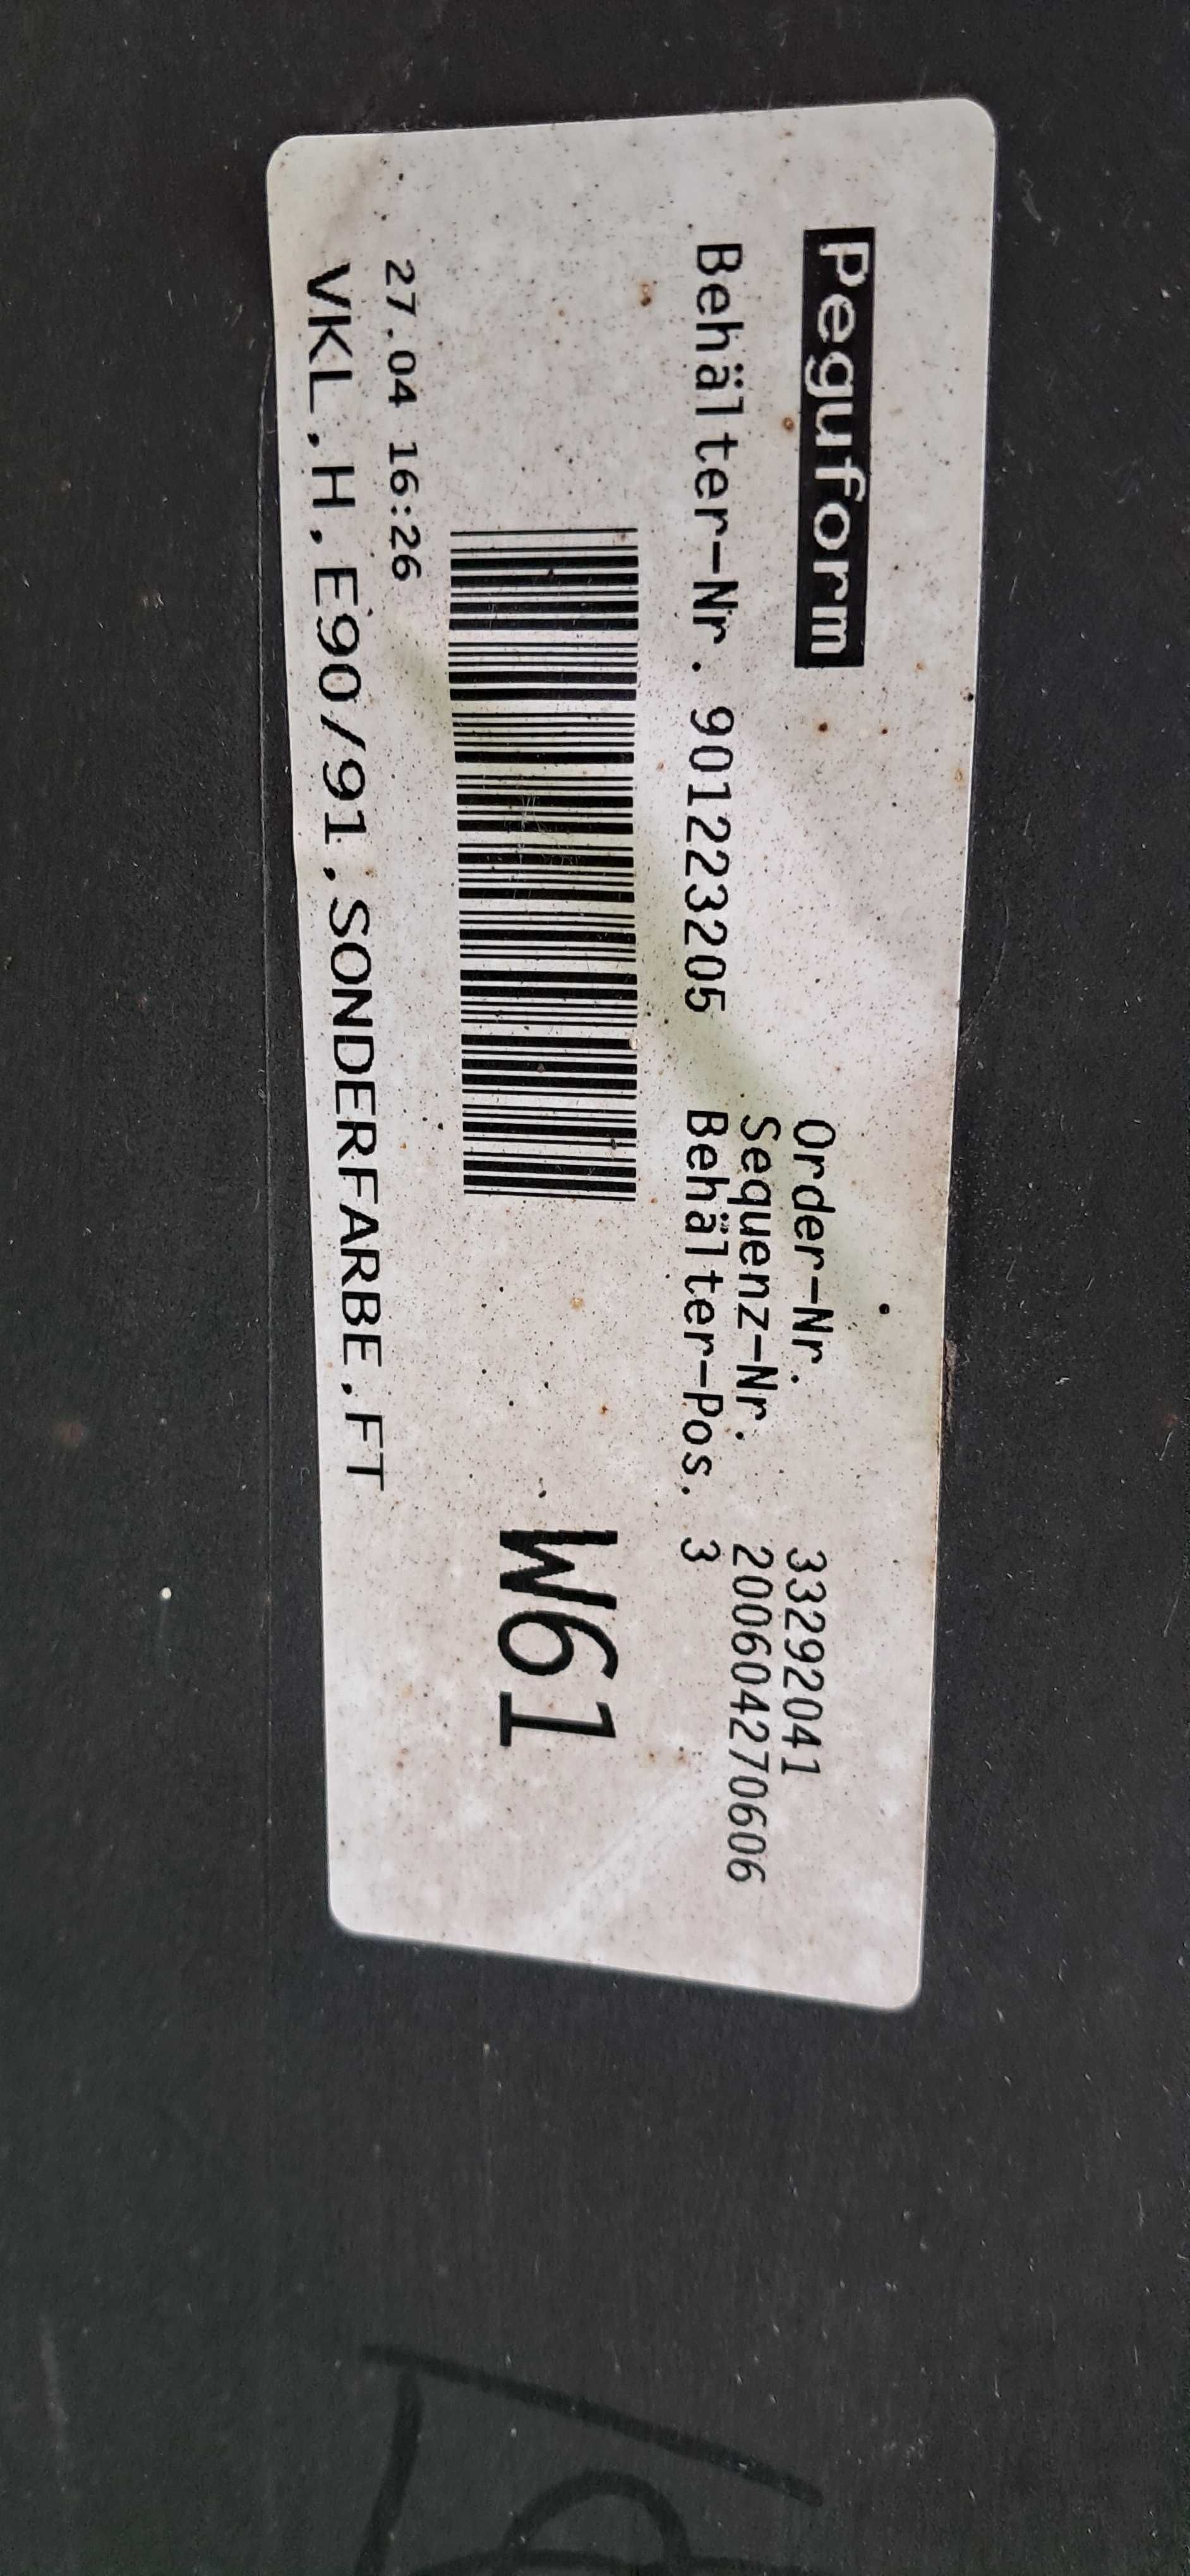 Peguform
Order-Nr. 33292041
Sequenz-Nr. 200604270606
Behälter-Nr. 901223205 Behälter-Pos. 3
W61
27.04 16:26
VKL.H.E90/91.SONDERFARBE.FT